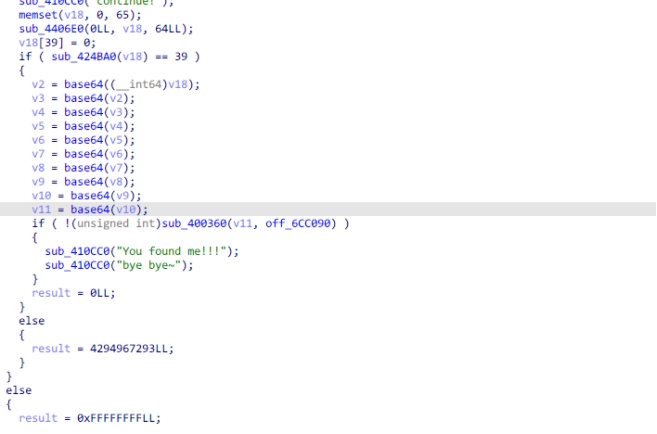 sub_410CC0("continue!");
memset(v18, 0, 65);
sub_4406E0(0LL, v18, 64LL);
v18[39] = 0;
if ( sub_424BA0(v18) == 39 )
{
v2 = base64((__int64)v18);
v3 = base64(v2);
v4 = base64(v3);
v5 = base64(v4);
v6 = base64(v5);
v7 = base64(v6);
v8 = base64(v7);
v9 = base64(v8);
v10 = base64(v9);
v11 = base64(v10);
if ( !(unsigned int)sub_400360(v11, off_6CC090) )
{
sub_410CC0("You found me!!!");
sub_410CC0("bye bye~");
}
result = 0LL;
}
else
{
result = 4294967293LL;
}
}
else
{
result = 0xFFFFFFFFLL;